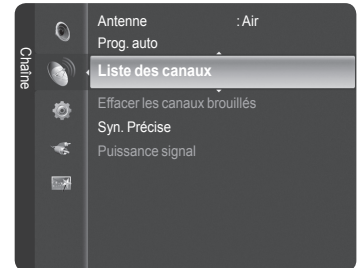 Chaîne
Antenne : Air
Prog. auto
Liste des canaux
Effacer les canaux brouillés
Syn. Précise
Puissance signal